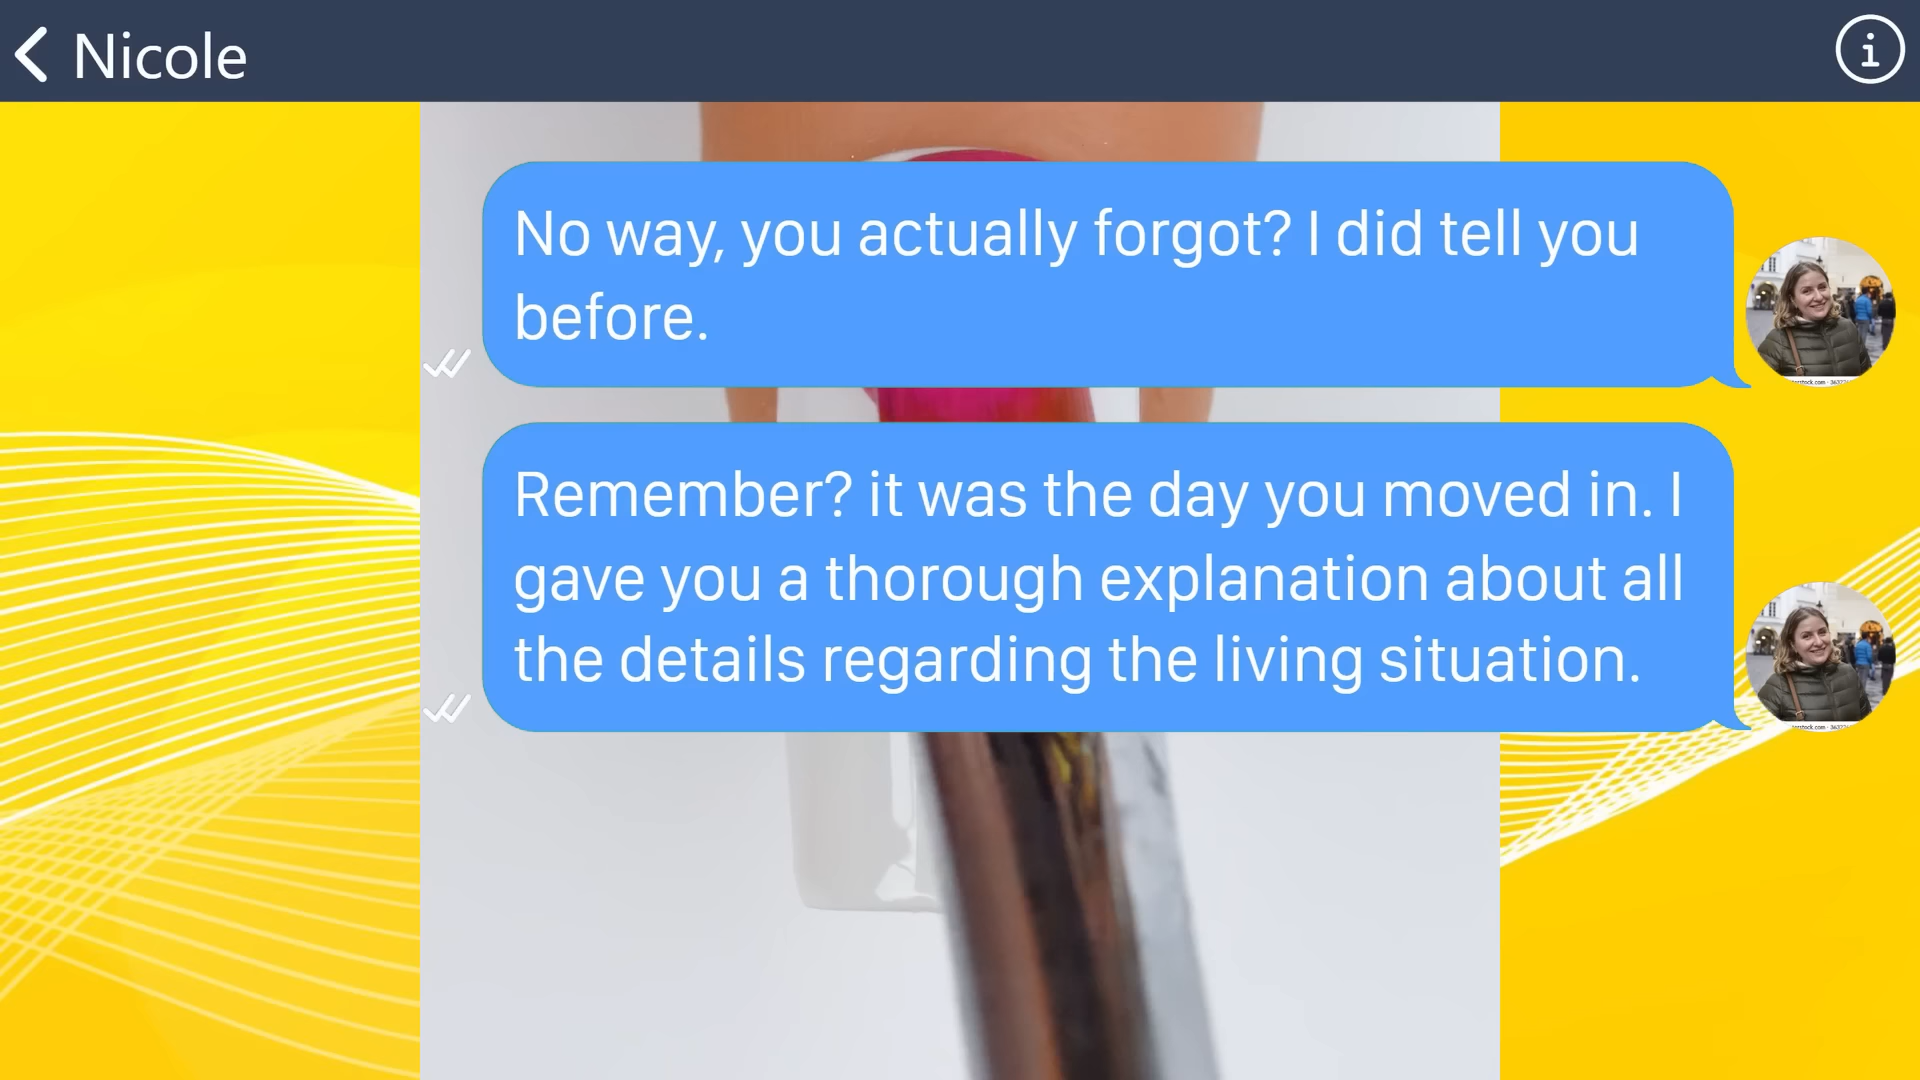 Nicole
No way, you actually forgot? I did tell you
before.
Remember? it was the day you moved in. I
gave you a thorough explanation about all
the details regarding the living situation.